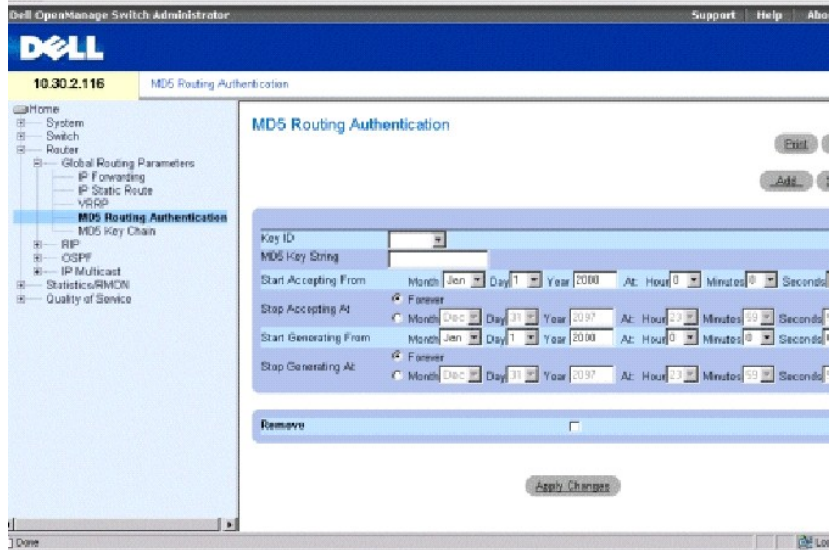 Dell OpenManage Switch Administrator
Support Help Abo
DELL
10.30.2.116 MD5 Routing Authentication
Home
System
Switch
Router
Global Routing Parameters
IP Forwarding
IP Static Route
VRRP
MD5 Routing Authentication
MD5 Key Chain
RIP
OSPF
IP Multicast
Statistics/RMON
Quality of Service
MD5 Routing Authentication
Print
Add
Key ID
MD5 Key String
Start Accepting From Month Jan Day 1 Year 2000 At: Hour 0 Minutes 0 Seconds
Stop Accepting At Forever
Month Dec Day 31 Year 2097 At: Hour 23 Minutes 59 Seconds
Start Generating From Month Jan Day 1 Year 2000 At: Hour 0 Minutes 0 Seconds
Stop Generating At Forever
Month Dec Day 31 Year 2097 At: Hour 23 Minutes 59 Seconds
Remove
Apply Changes
Done Lo